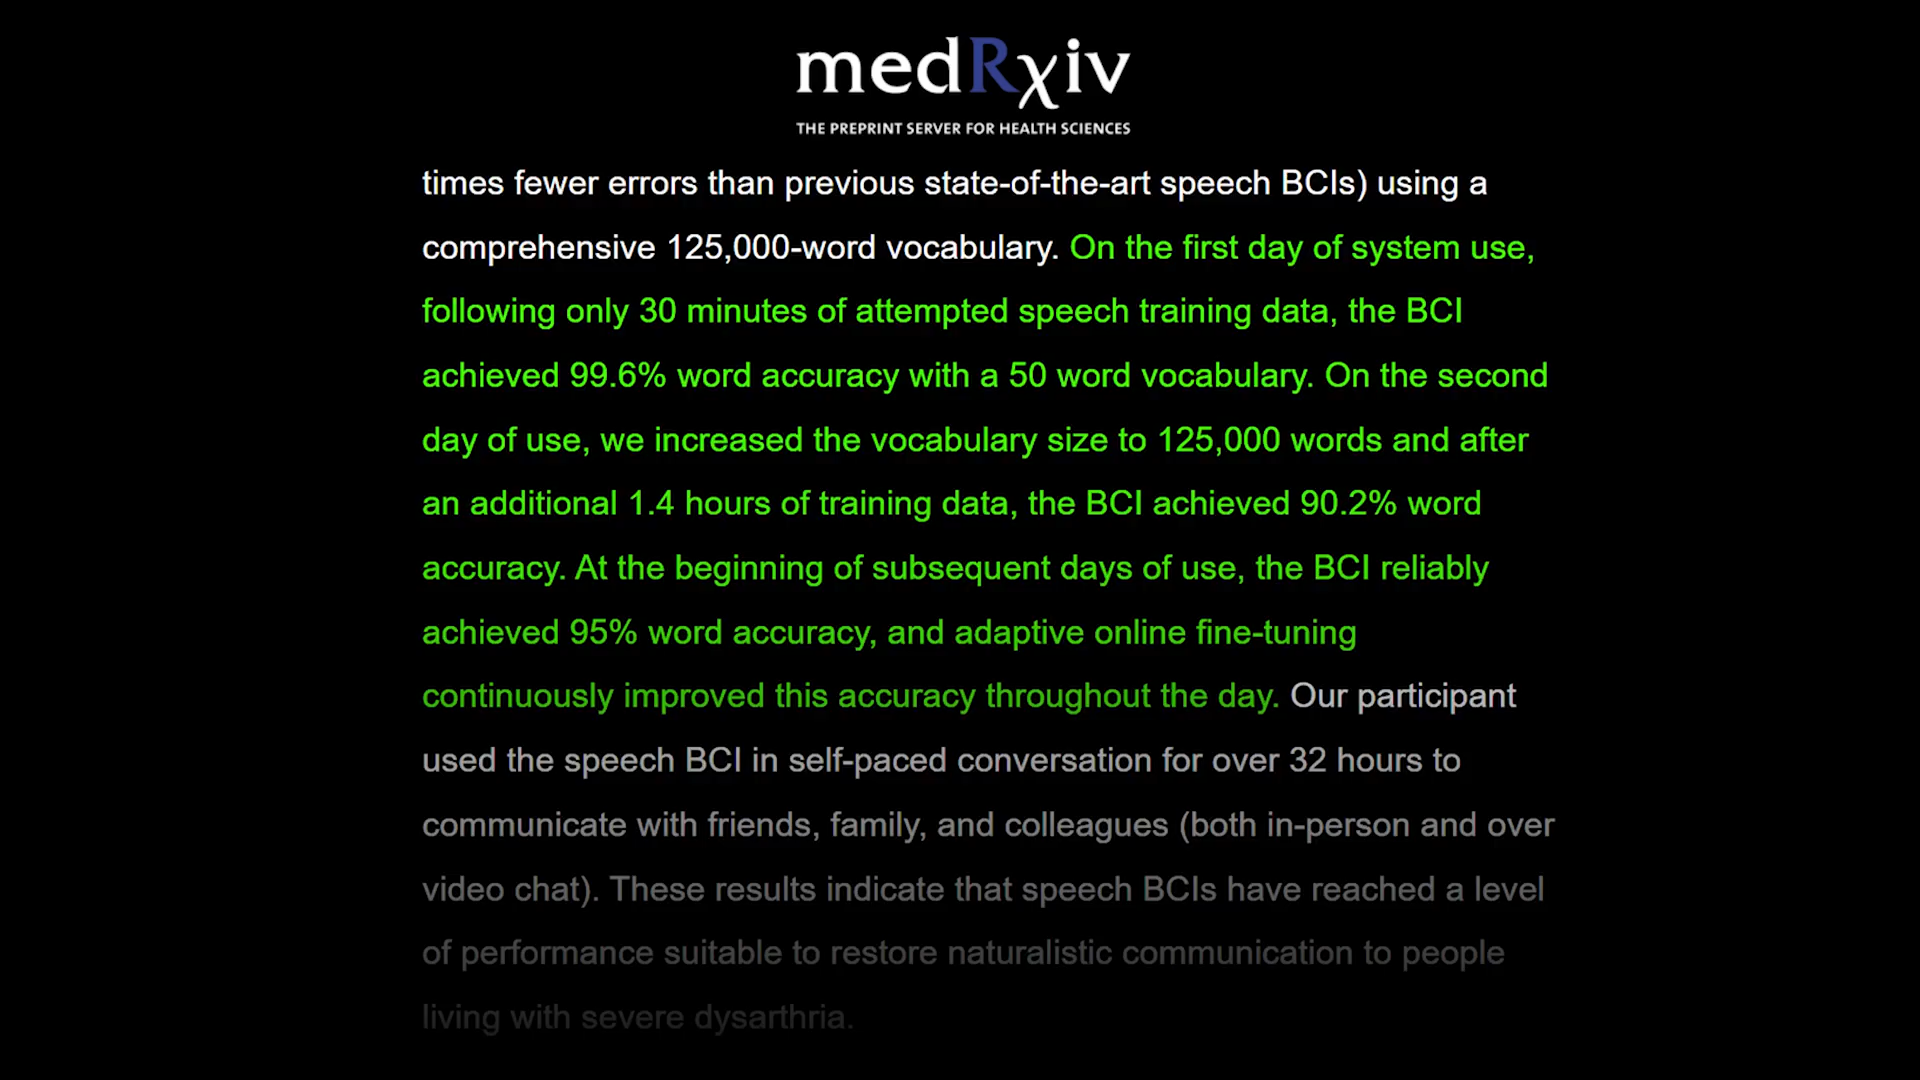 medRχiv
THE PREPRINT SERVER FOR HEALTH SCIENCES
times fewer errors than previous state-of-the-art speech BCIs) using a
comprehensive 125,000-word vocabulary. On the first day of system use,
following only 30 minutes of attempted speech training data, the BCI
achieved 99.6% word accuracy with a 50 word vocabulary. On the second
day of use, we increased the vocabulary size to 125,000 words and after
an additional 1.4 hours of training data, the BCI achieved 90.2% word
accuracy. At the beginning of subsequent days of use, the BCI reliably
achieved 95% word accuracy, and adaptive online fine-tuning
continuously improved this accuracy throughout the day. Our participant
used the speech BCI in self-paced conversation for over 32 hours to
communicate with friends, family, and colleagues (both in-person and over
video chat). These results indicate that speech BCIs have reached a level
of performance suitable to restore naturalistic communication to people
living with severe dysarthria.